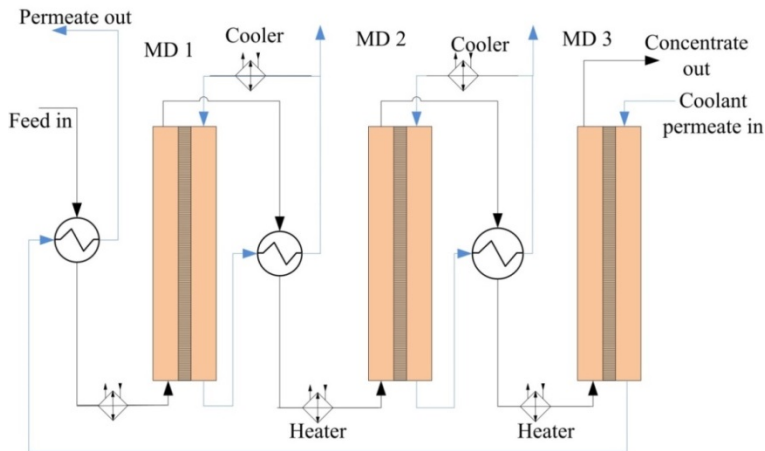 Permeate out
MD 1
Cooler
MD 2
Cooler
MD 3
Concentrate
out
Feed in
Coolant
permeate in
Heater
Heater